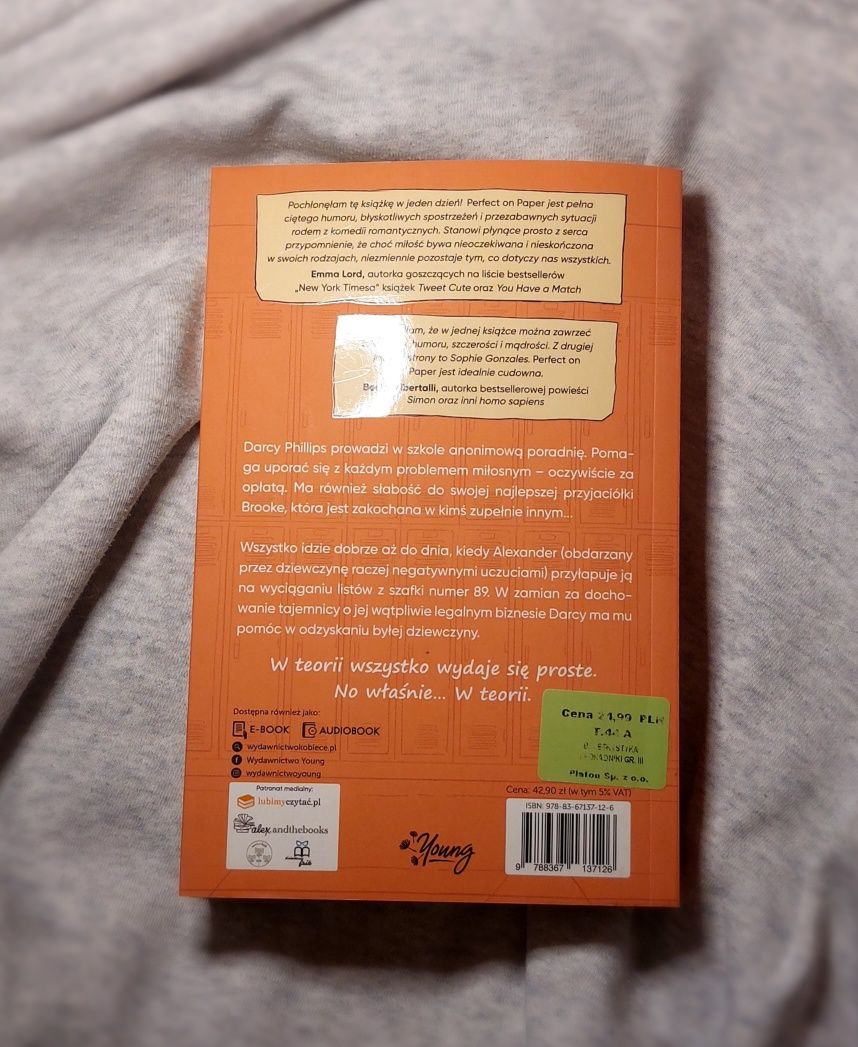 Pochłonęłam tę książkę w jeden dzień! Perfect on Paper jest pełna
ciętego humoru, błyskotliwych spostrzeżeń i przezabawnych sytuacji
rodem z komedii romantycznych. Stanowi płynące prosto z serca
przypomnienie, że choć miłość bywa nieoczekiwana i nieskończona
w swoich rodzajach, niezmiennie pozostaje tym, co dotyczy nas wszystkich.
Emma Lord, autorka goszczących na liście bestsellerów
„New York Timesa" książek Tweet Cute oraz You Have a Match
że w jednej książce można zawrzeć
humoru, szczerości i mądrości. Z drugiej
strony to Sophie Gonzales. Perfect on
Paper jest idealnie cudowna.
autorka bestsellerowej powieści
Simon oraz inni homo sapiens
Darcy Phillips prowadzi w szkole anonimową poradnię. Poma-
ga uporać się z każdym problemem miłosnym – oczywiście za
opłatą. Ma również słabość do swojej najlepszej przyjaciółki
Brooke, która jest zakochana w kimś zupełnie innym...
Wszystko idzie dobrze aż do dnia, kiedy Alexander (obdarzany
przez dziewczynę raczej negatywnymi uczuciami) przyłapuje ją
na wyciąganiu listów z szafki numer 89. W zamian za docho-
wanie tajemnicy o jej wątpliwie legalnym biznesie Darcy ma mu
pomóc w odzyskaniu byłej dziewczyny.
W teorii wszystko wydaje się proste.
No właśnie... W teorii.
Dostępna również jako:
E-BOOK AUDIOBOOK
wydawnictwokobiece.pl
Wydawnictwo Young
wydawnictwoyoung
Patronat medialny:
lubimyczytać.pl
alex.andthebooks
Young
Cena PLN
Platon Sp. z o.o.
Cena: 42,90 zł (w tym 5% VAT)
ISBN: 978-83-67137-12-6
9 788367 137126